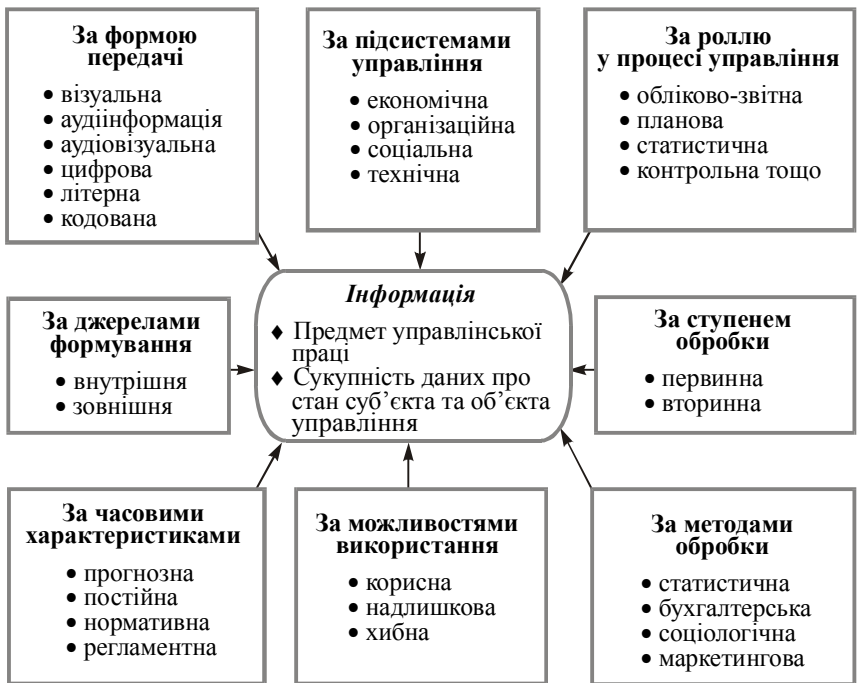 За формою
передачі
• візуальна
• аудіінформація
• аудіовізуальна
• цифрова
• літерна
• кодована
За підсистемами
управління
• економічна
• організаційна
• соціальна
• технічна
За роллю
у процесі управління
• обліково-звітна
• планова
• статистична
• контрольна тощо
За джерелами
формування
• внутрішня
• зовнішня
Інформація
♦ Предмет управлінської
праці
♦ Сукупність даних про
стан суб’єкта та об’єкта
управління
За ступенем
обробки
• первинна
• вторинна
За часовими
характеристиками
• прогнозна
• постійна
• нормативна
• регламентна
За можливостями
використання
• корисна
• надлишкова
• хибна
За методами
обробки
• статистична
• бухгалтерська
• соціологічна
• маркетингова